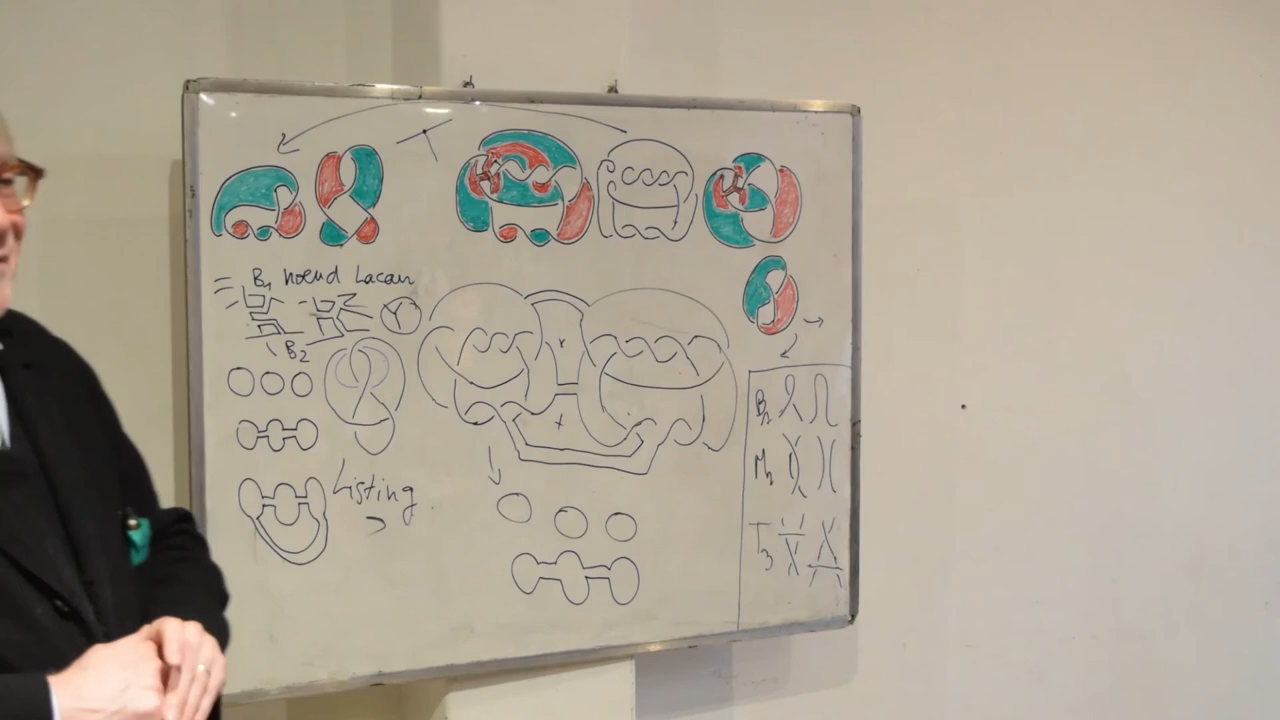 = B₁ noeud Lacan
B₂
Listing
x
B₂
M₂
T₃